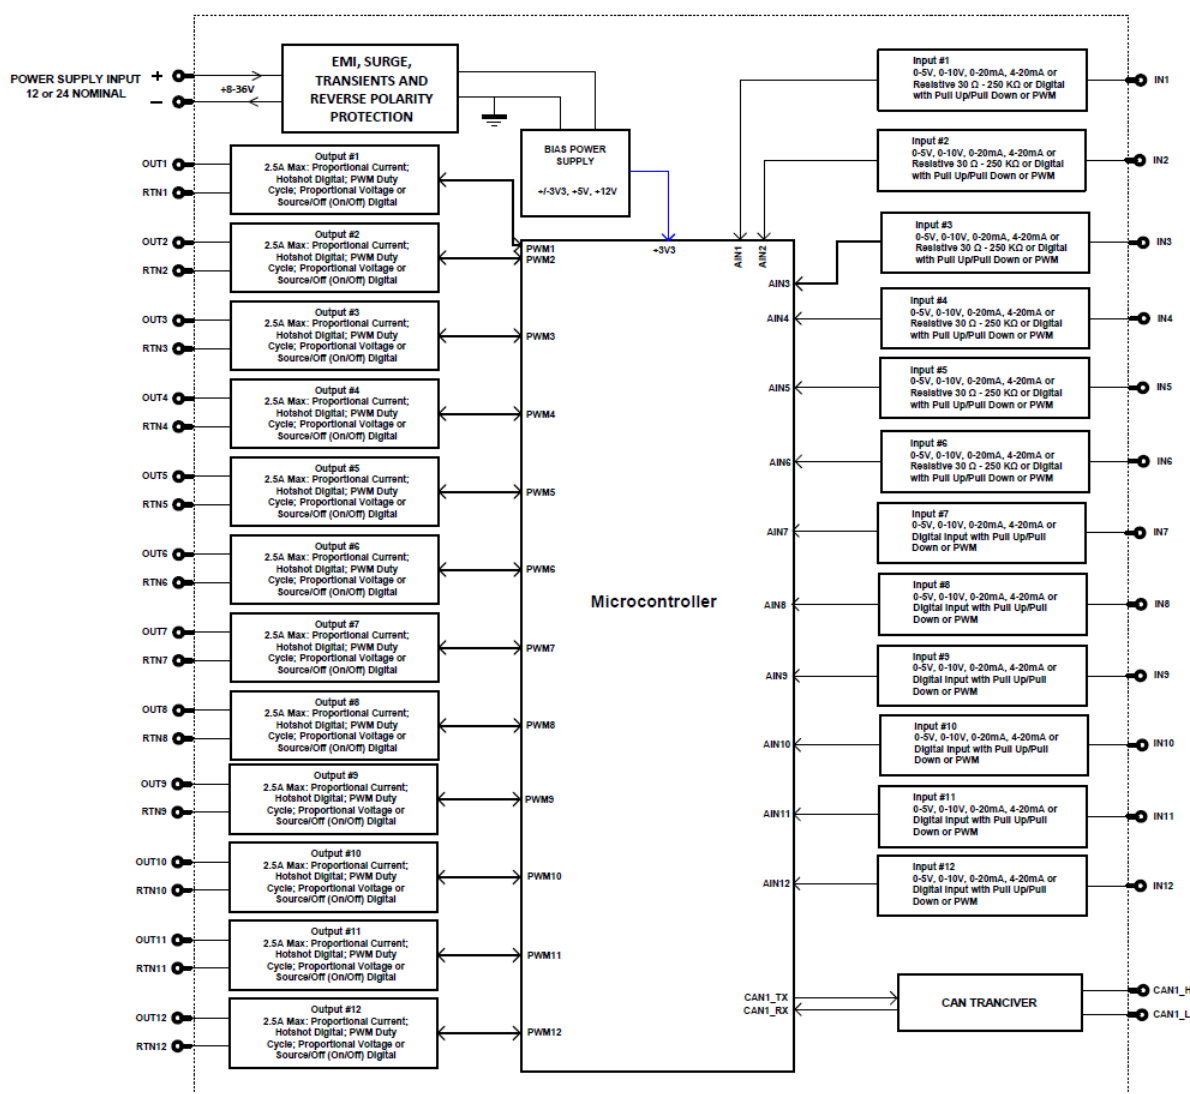 POWER SUPPLY INPUT
12 or 24 NOMINAL
+
−
+8-36V
EMI, SURGE,
TRANSIENTS AND
REVERSE POLARITY
PROTECTION
BIAS POWER
SUPPLY
+/-3V3, +5V, +12V
OUT1
RTN1
Output #1
2.5A Max: Proportional Current;
Hotshot Digital; PWM Duty
Cycle; Proportional Voltage or
Source/Off (On/Off) Digital
OUT2
RTN2
Output #2
2.5A Max: Proportional Current;
Hotshot Digital; PWM Duty
Cycle; Proportional Voltage or
Source/Off (On/Off) Digital
OUT3
RTN3
Output #3
2.5A Max: Proportional Current;
Hotshot Digital; PWM Duty
Cycle; Proportional Voltage or
Source/Off (On/Off) Digital
OUT4
RTN4
Output #4
2.5A Max: Proportional Current;
Hotshot Digital; PWM Duty
Cycle; Proportional Voltage or
Source/Off (On/Off) Digital
OUT5
RTN5
Output #5
2.5A Max: Proportional Current;
Hotshot Digital; PWM Duty
Cycle; Proportional Voltage or
Source/Off (On/Off) Digital
OUT6
RTN6
Output #6
2.5A Max: Proportional Current;
Hotshot Digital; PWM Duty
Cycle; Proportional Voltage or
Source/Off (On/Off) Digital
OUT7
RTN7
Output #7
2.5A Max: Proportional Current;
Hotshot Digital; PWM Duty
Cycle; Proportional Voltage or
Source/Off (On/Off) Digital
OUT8
RTN8
Output #8
2.5A Max: Proportional Current;
Hotshot Digital; PWM Duty
Cycle; Proportional Voltage or
Source/Off (On/Off) Digital
OUT9
RTN9
Output #9
2.5A Max: Proportional Current;
Hotshot Digital; PWM Duty
Cycle; Proportional Voltage or
Source/Off (On/Off) Digital
OUT10
RTN10
Output #10
2.5A Max: Proportional Current;
Hotshot Digital; PWM Duty
Cycle; Proportional Voltage or
Source/Off (On/Off) Digital
OUT11
RTN11
Output #11
2.5A Max: Proportional Current;
Hotshot Digital; PWM Duty
Cycle; Proportional Voltage or
Source/Off (On/Off) Digital
OUT12
RTN12
Output #12
2.5A Max: Proportional Current;
Hotshot Digital; PWM Duty
Cycle; Proportional Voltage or
Source/Off (On/Off) Digital
PWM1
PWM2
PWM3
PWM4
PWM5
PWM6
PWM7
PWM8
PWM9
PWM10
PWM11
PWM12
+3V3
Microcontroller
AIN1
AIN2
AIN3
AIN4
AIN5
AIN6
AIN7
AIN8
AIN9
AIN10
AIN11
AIN12
CAN1_TX
CAN1_RX
Input #1
0-5V, 0-10V, 0-20mA, 4-20mA or
Resistive 30 Ω - 250 KΩ or Digital
with Pull Up/Pull Down or PWM
IN1
Input #2
0-5V, 0-10V, 0-20mA, 4-20mA or
Resistive 30 Ω - 250 KΩ or Digital
with Pull Up/Pull Down or PWM
IN2
Input #3
0-5V, 0-10V, 0-20mA, 4-20mA or
Resistive 30 Ω - 250 KΩ or Digital
with Pull Up/Pull Down or PWM
IN3
Input #4
0-5V, 0-10V, 0-20mA, 4-20mA or
Resistive 30 Ω - 250 KΩ or Digital
with Pull Up/Pull Down or PWM
IN4
Input #5
0-5V, 0-10V, 0-20mA, 4-20mA or
Resistive 30 Ω - 250 KΩ or Digital
with Pull Up/Pull Down or PWM
IN5
Input #6
0-5V, 0-10V, 0-20mA, 4-20mA or
Resistive 30 Ω - 250 KΩ or Digital
with Pull Up/Pull Down or PWM
IN6
Input #7
0-5V, 0-10V, 0-20mA, 4-20mA or
Digital Input with Pull Up/Pull
Down or PWM
IN7
Input #8
0-5V, 0-10V, 0-20mA, 4-20mA or
Digital Input with Pull Up/Pull
Down or PWM
IN8
Input #9
0-5V, 0-10V, 0-20mA, 4-20mA or
Digital Input with Pull Up/Pull
Down or PWM
IN9
Input #10
0-5V, 0-10V, 0-20mA, 4-20mA or
Digital Input with Pull Up/Pull
Down or PWM
IN10
Input #11
0-5V, 0-10V, 0-20mA, 4-20mA or
Digital Input with Pull Up/Pull
Down or PWM
IN11
Input #12
0-5V, 0-10V, 0-20mA, 4-20mA or
Digital Input with Pull Up/Pull
Down or PWM
IN12
CAN TRANCIVER
CAN1_H
CAN1_L